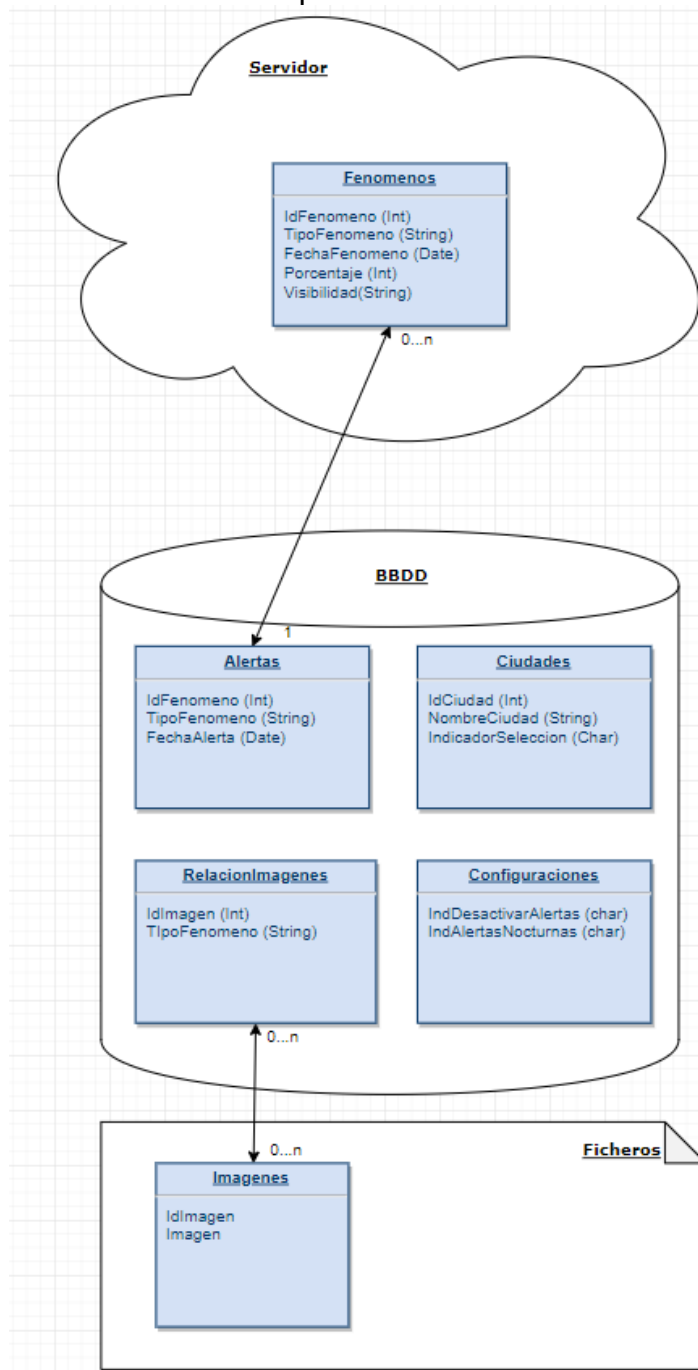 Servidor
Fenomenos
IdFenomeno (Int)
TipoFenomeno (String)
FechaFenomeno (Date)
Porcentaje (Int)
Visibilidad(String)
0...n
BBDD
1
Alertas
IdFenomeno (Int)
TipoFenomeno (String)
FechaAlerta (Date)
Ciudades
IdCiudad (Int)
NombreCiudad (String)
IndicadorSeleccion (Char)
RelacionImagenes
IdImagen (Int)
TIpoFenomeno (String)
Configuraciones
IndDesactivarAlertas (char)
IndAlertasNocturnas (char)
0...n
0...n
Ficheros
Imagenes
IdImagen
Imagen